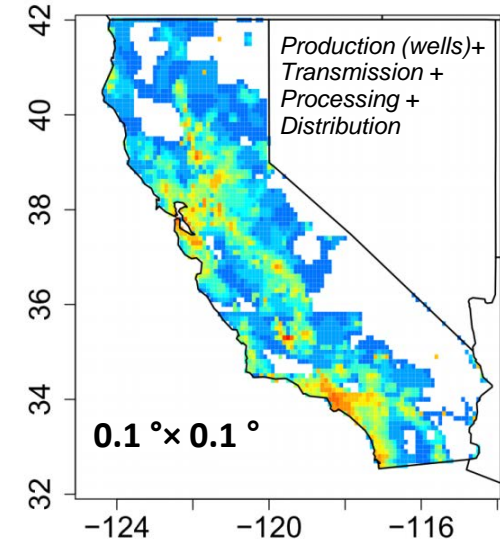 42
Production (wells)+
Transmission +
Processing +
Distribution
40
38
36
34
0.1 °× 0.1 °
32
−124 −120 −116